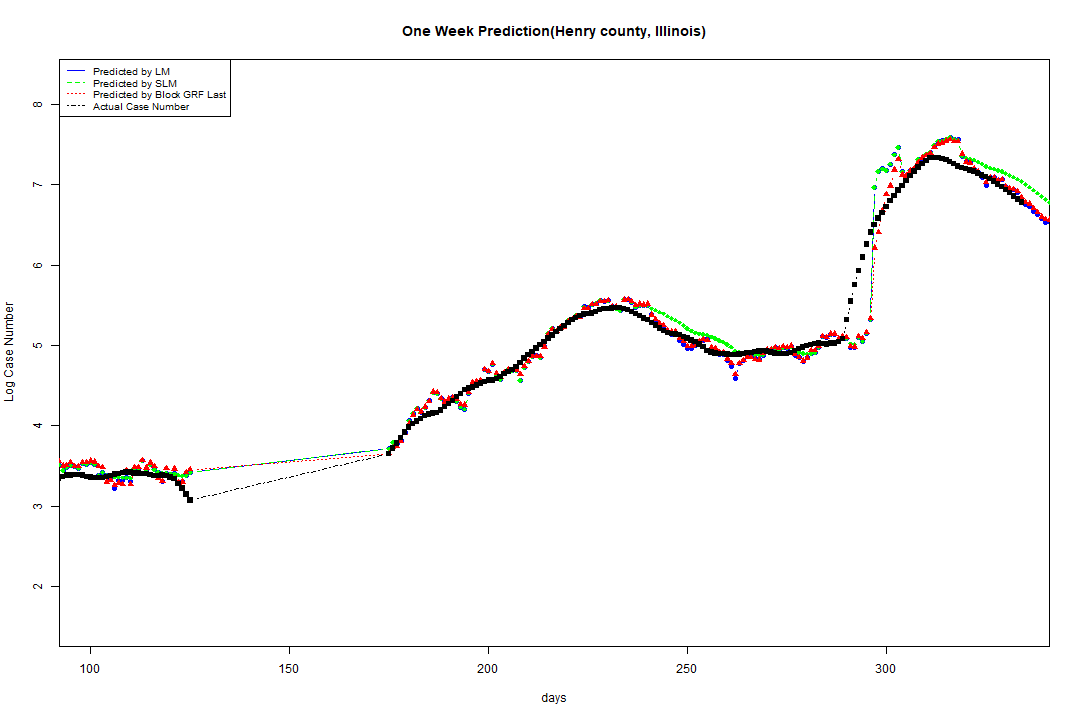 One Week Prediction(Henry county, Illinois)
Predicted by LM
Predicted by SLM
Predicted by Block GRF Last
Actual Case Number
Log Case Number
8
7
6
5
4
3
2
100 150 200 250 300
days